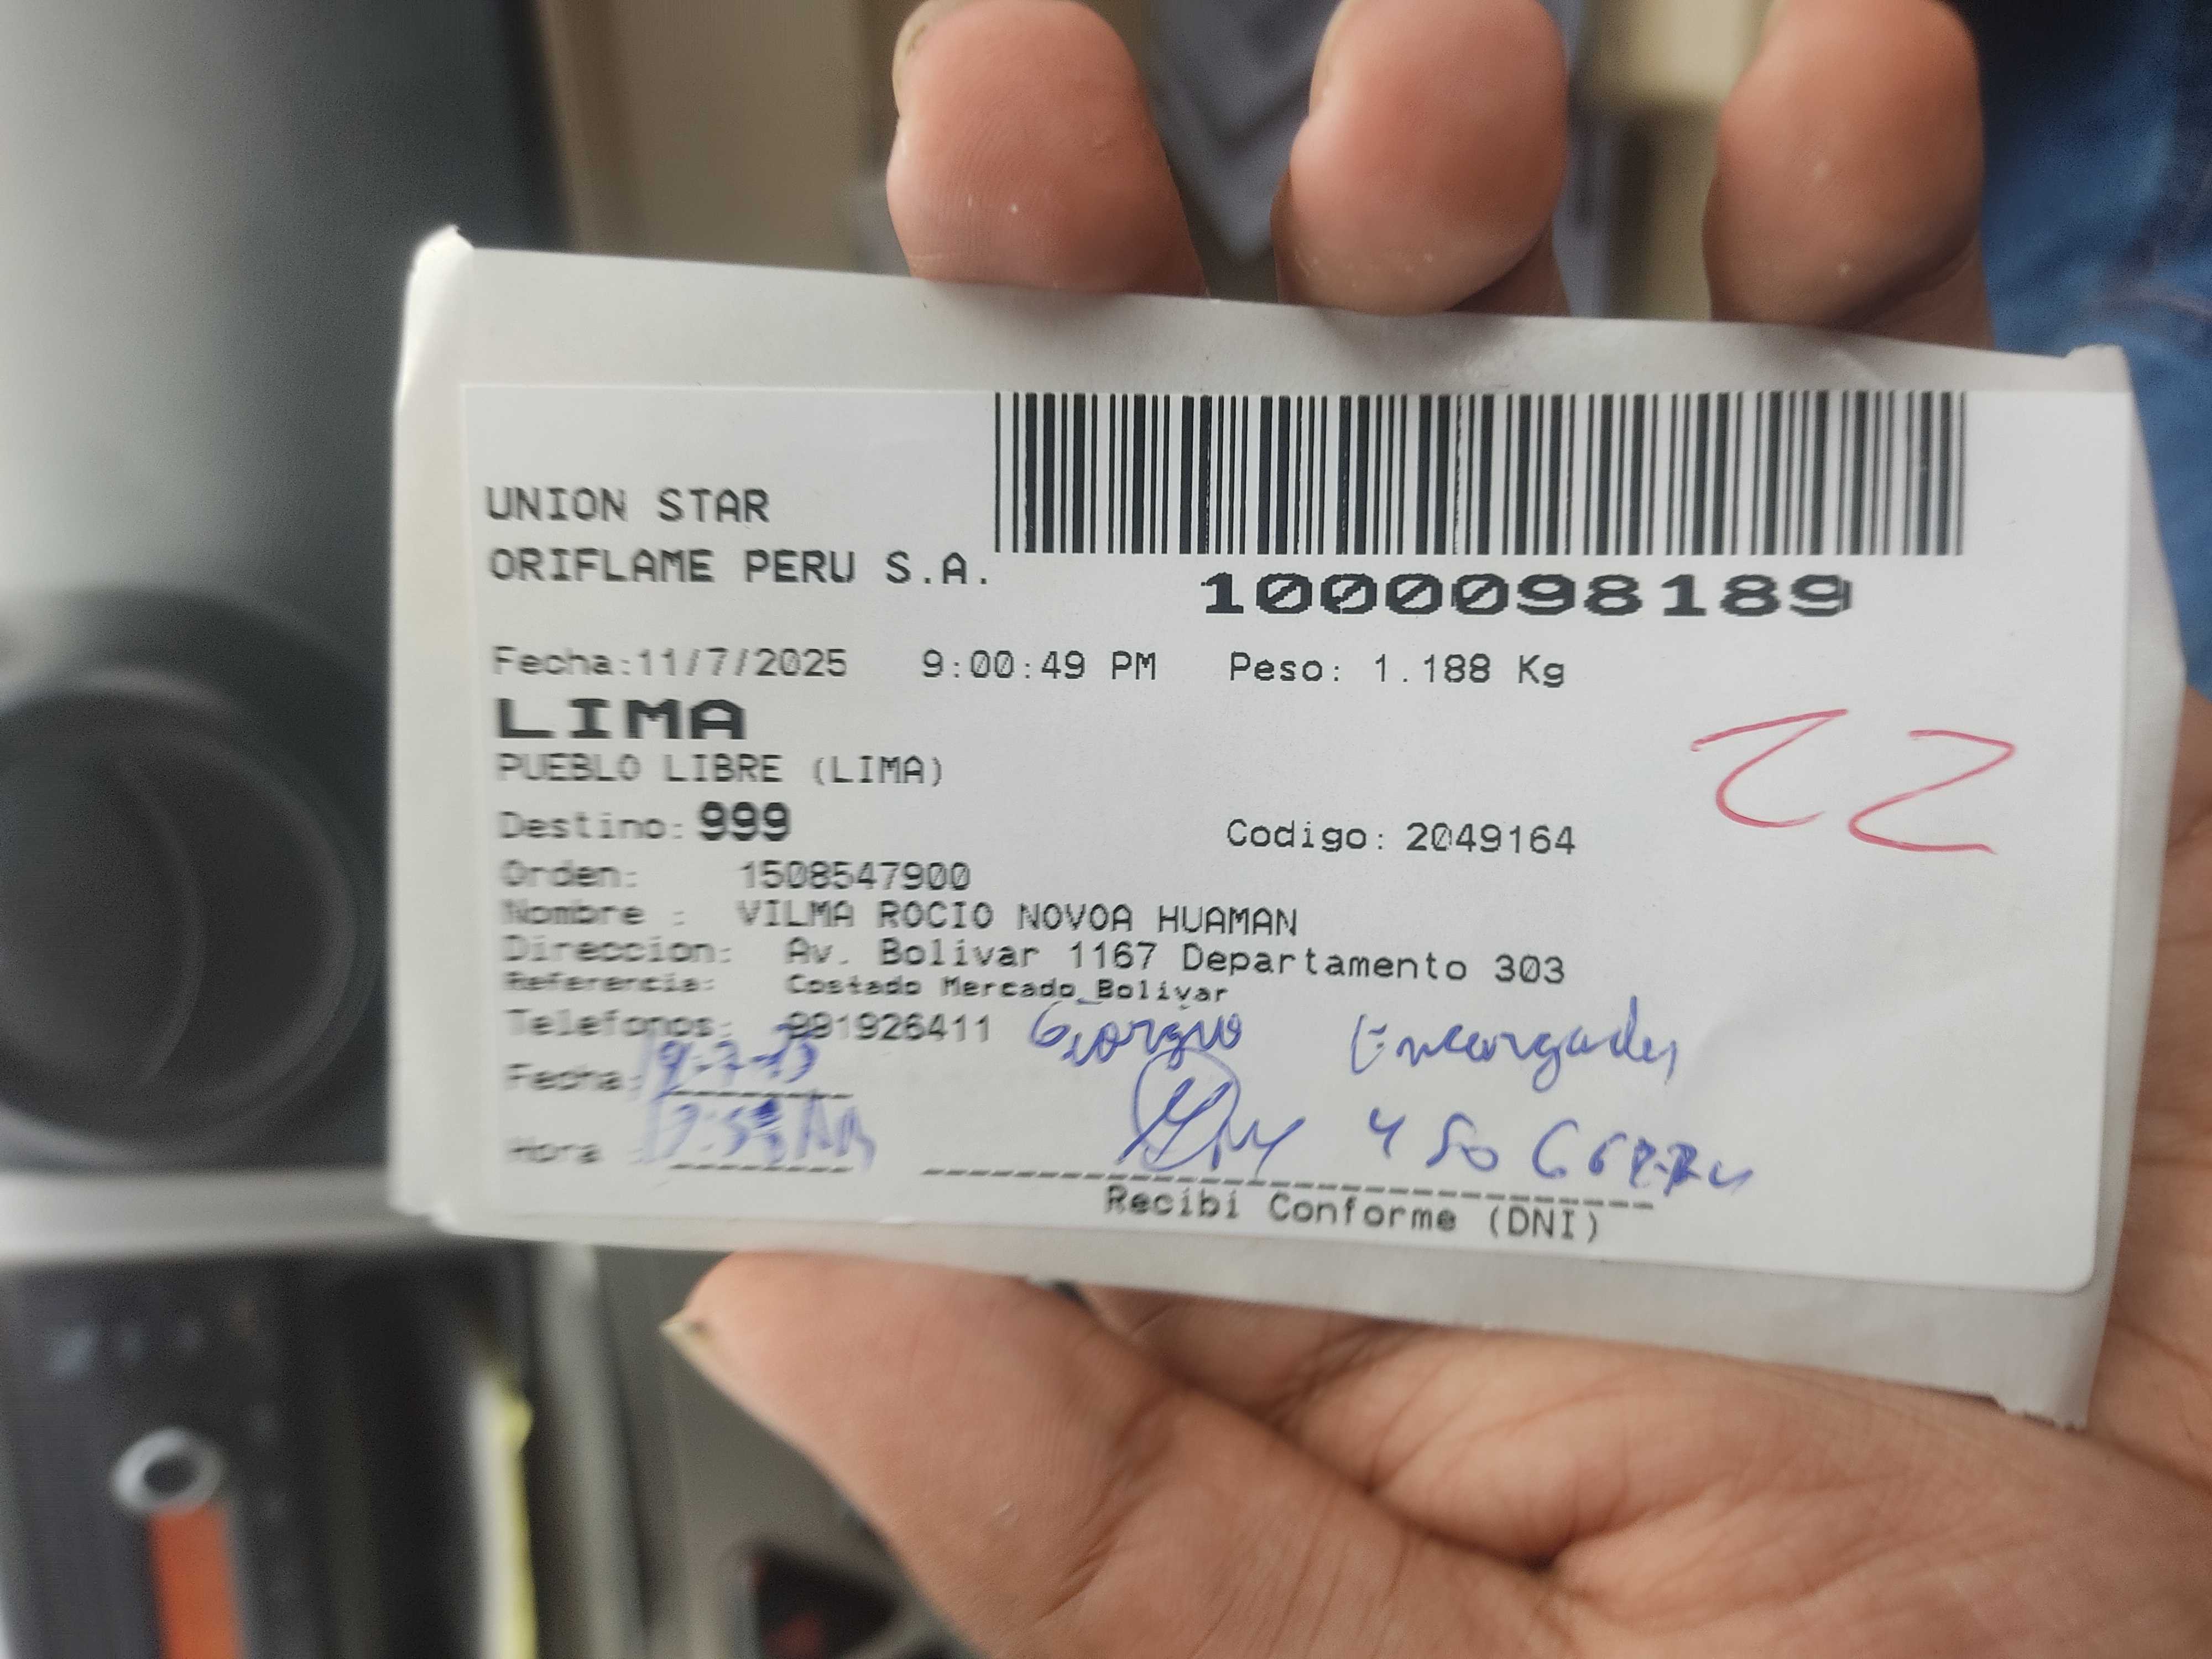 UNION STAR
ORIFLAME PERU S.A.
1000098189
Fecha:11/7/2025 9:00:49 PM Peso: 1.188 Kg
LIMA
22
PUEBLO LIBRE (LIMA)
Destino: 999 Codigo: 2049164
Orden: 1508547900
Nombre : VILMA ROCIO NOVOA HUAMAN
Direccion: Av. Bolivar 1167 Departamento 303
Referencia: Costado Mercado Bolivar
Telefonos: 991926411 Giorgio Encargado
Fecha:
Hora :
Recibi Conforme (DNI)